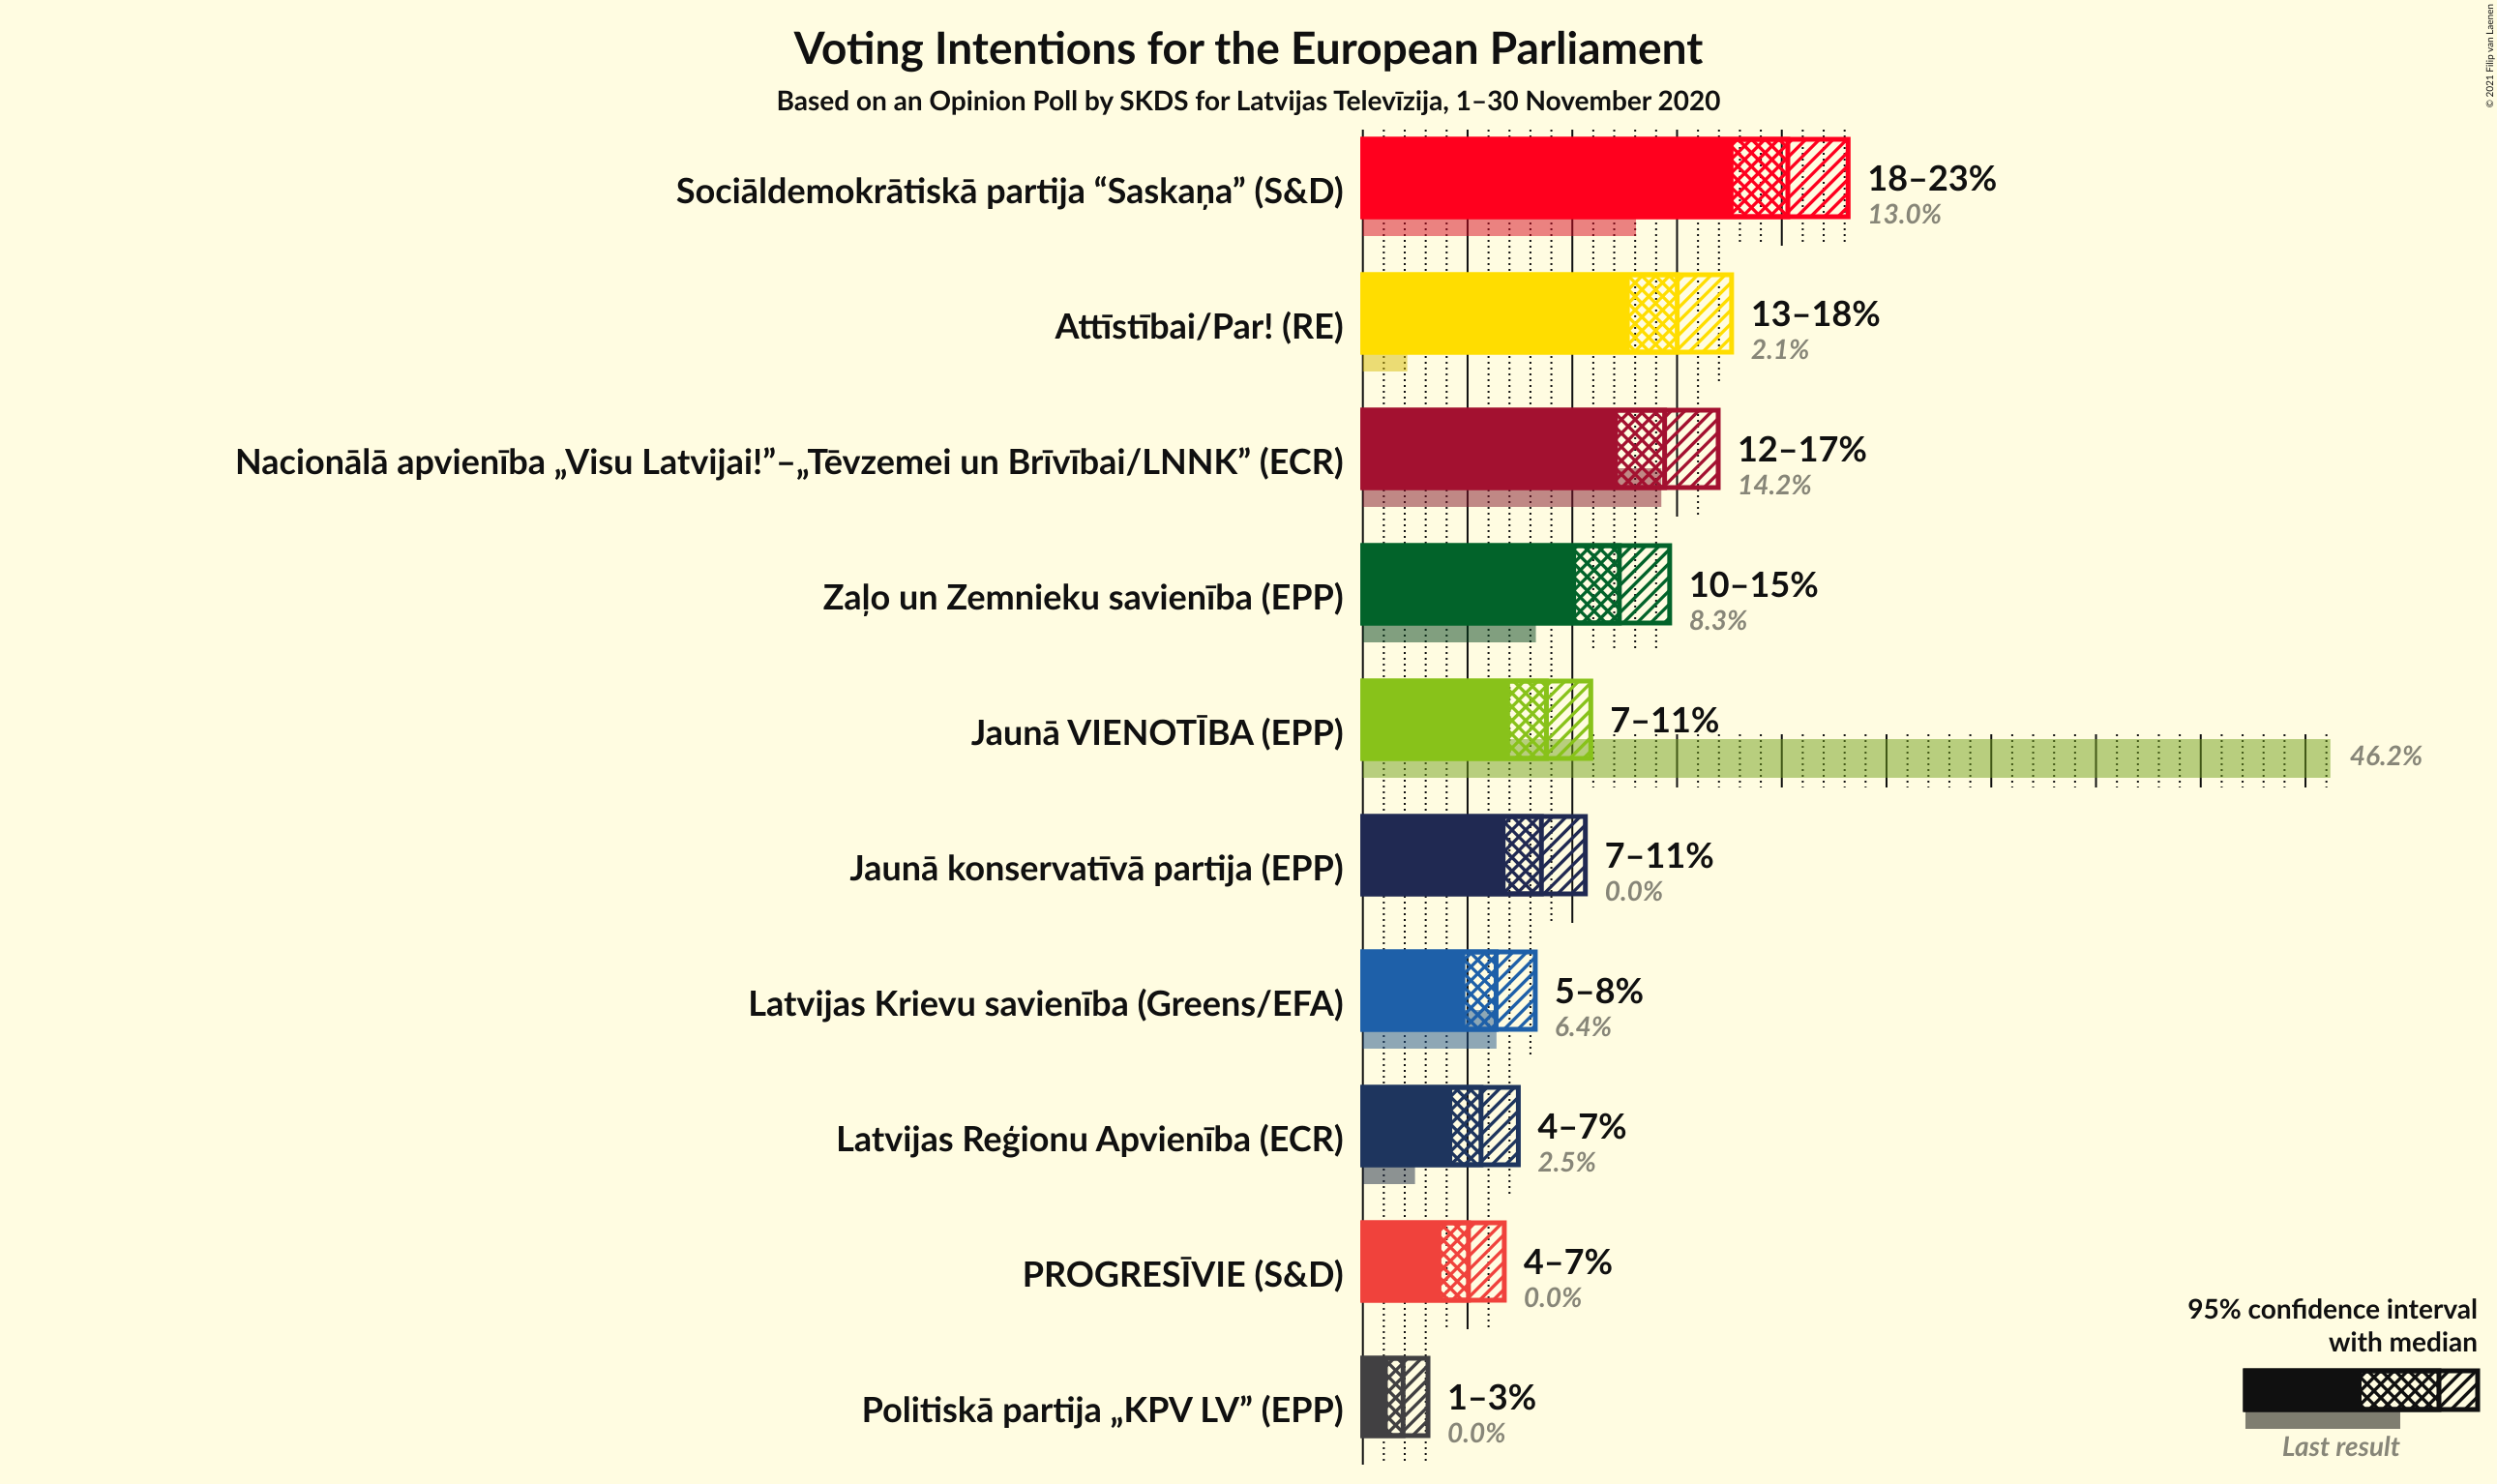 Voting Intentions for the European Parliament
Based on an Opinion Poll by SKDS for Latvijas Televīzija, 1–30 November 2020
© 2021 Filip van Laenen
Sociāldemokrātiskā partija “Saskaņa” (S&D)
18–23%
13.0%
Attīstībai/Par! (RE)
13–18%
2.1%
Nacionālā apvienība „Visu Latvijai!”–„Tēvzemei un Brīvībai/LNNK” (ECR)
12–17%
14.2%
Zaļo un Zemnieku savienība (EPP)
10–15%
8.3%
Jaunā VIENOTĪBA (EPP)
7–11%
46.2%
Jaunā konservatīvā partija (EPP)
7–11%
0.0%
Latvijas Krievu savienība (Greens/EFA)
5–8%
6.4%
Latvijas Reģionu Apvienība (ECR)
4–7%
2.5%
PROGRESĪVIE (S&D)
4–7%
0.0%
Politiskā partija „KPV LV” (EPP)
1–3%
0.0%
95% confidence interval
with median
Last result